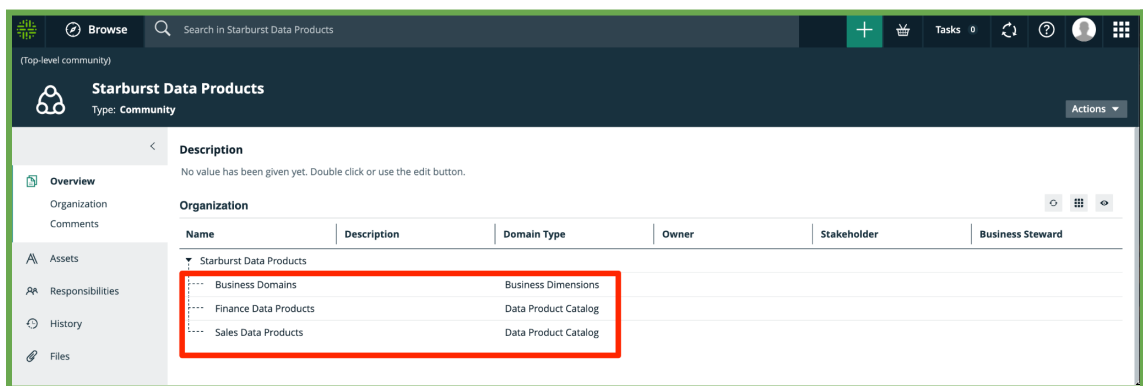 Browse Search in Starburst Data Products Tasks 0
(Top-level community)
Starburst Data Products
Type: Community
Actions
Description
No value has been given yet. Double click or use the edit button.
Overview
Organization
Comments
Assets
Responsibilities
History
Files
Organization
Name Description Domain Type Owner Stakeholder Business Steward
Starburst Data Products
Business Domains Business Dimensions
Finance Data Products Data Product Catalog
Sales Data Products Data Product Catalog